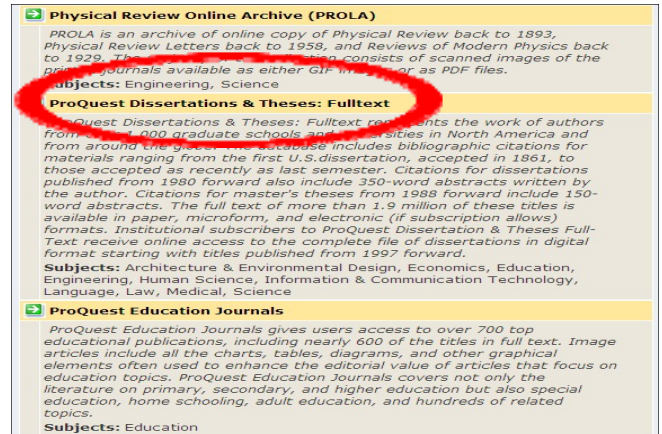 Physical Review Online Archive (PROLA)
PROLA is an archive of online copy of Physical Review back to 1893,
Physical Review Letters back to 1958, and Reviews of Modern Physics back
to 1929. The consists of scanned images of the
journals available as either GIF or as PDF files.
Subjects: Engineering, Science
ProQuest Dissertations & Theses: Fulltext
ProQuest Dissertations & Theses: Fulltext represents the work of authors
from 1,000 graduate schools and universities in North America and
from around the globe. The database includes bibliographic citations for
materials ranging from the first U.S.dissertation, accepted in 1861, to
those accepted as recently as last semester. Citations for dissertations
published from 1980 forward also include 350-word abstracts written by
the author. Citations for master's theses from 1988 forward include 150-
word abstracts. The full text of more than 1.9 million of these titles is
available in paper, microform, and electronic (if subscription allows)
formats. Institutional subscribers to ProQuest Dissertation & Theses Full-
Text receive online access to the complete file of dissertations in digital
format starting with titles published from 1997 forward.
Subjects: Architecture & Environmental Design, Economics, Education,
Engineering, Human Science, Information & Communication Technology,
Language, Law, Medical, Science
ProQuest Education Journals
ProQuest Education Journals gives users access to over 700 top
educational publications, including nearly 600 of the titles in full text. Image
articles include all the charts, tables, diagrams, and other graphical
elements often used to enhance the editorial value of articles that focus on
education topics. ProQuest Education Journals covers not only the
literature on primary, secondary, and higher education but also special
education, home schooling, adult education, and hundreds of related
topics.
Subjects: Education